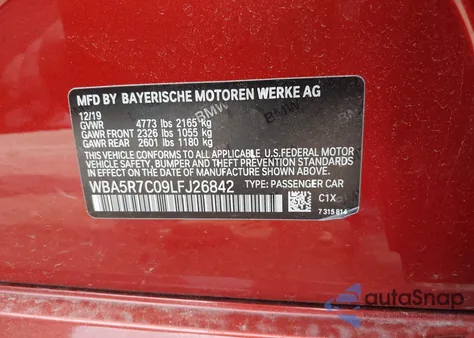 MFD BY BAYERISCHE MOTOREN WERKE AG
12/19
GVWR 4773 lbs 2165 kg
GAWR FRONT 2326 lbs 1055 kg
GAWR REAR 2601 lbs 1180 kg
THIS VEHICLE CONFORMS TO ALL APPLICABLE U.S.FEDERAL MOTOR
VEHICLE SAFETY, BUMPER, AND THEFT PREVENTION STANDARDS IN
EFFECT ON THE DATE OF MANUFACTURE SHOWN ABOVE.
WBA5R7C09LFJ26842 TYPE: PASSENGER CAR
C1X
7 315 814
BMW
BMW
autoSnap